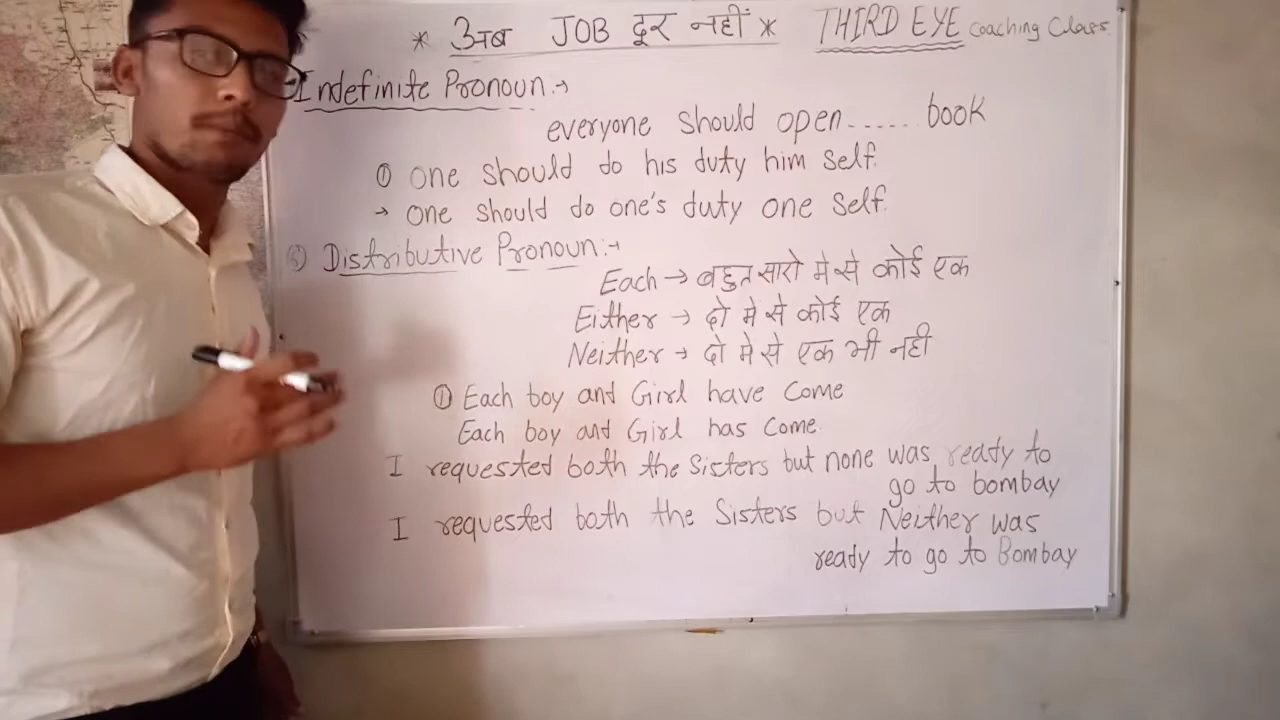 * अब JOB दूर नहीं * THIRD EYE Coaching Class
Indefinite Pronoun :→
everyone should open ...... book
① One should do his duty him self.
→ One should do one's duty one self.
Distributive Pronoun :→
Each → बहुत सारो मे से कोई एक
Either → दो मे से कोई एक
Neither → दो मे से एक भी नही
① Each boy and Girl have Come
Each boy and Girl has Come.
I requested both the Sisters but none was ready to
go to bombay
I requested both the Sisters but Neither was
ready to go to Bombay